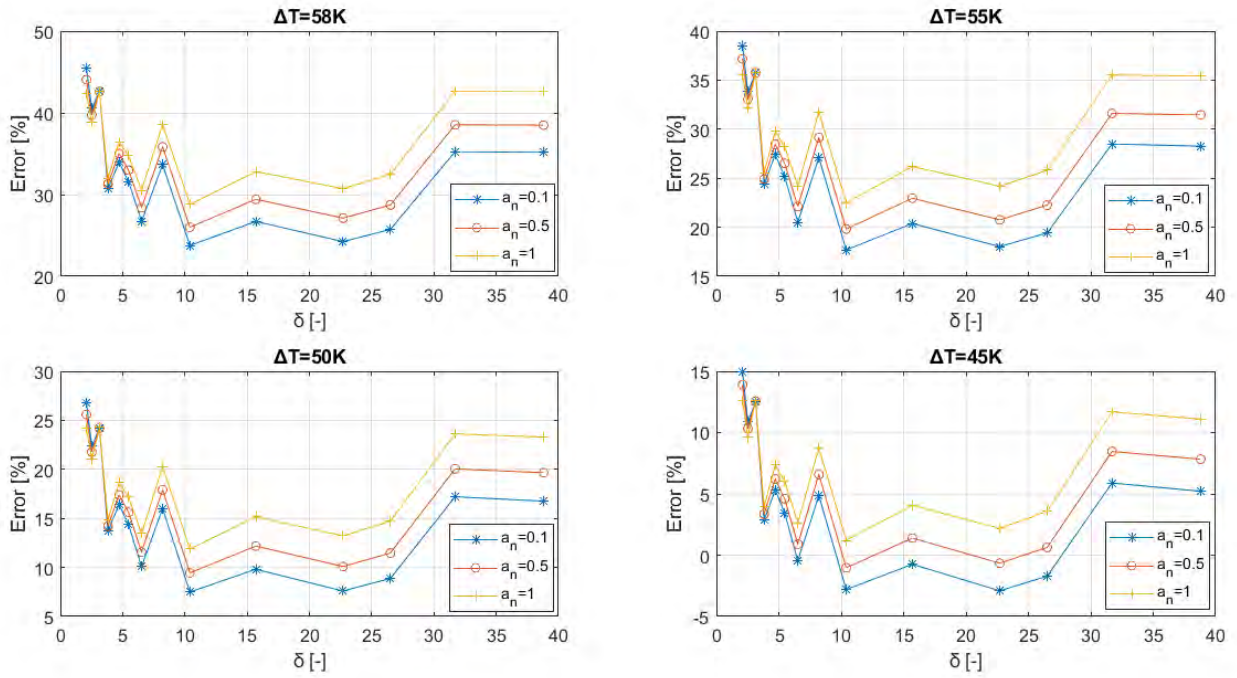 ΔT=58K
50
40
30
20
Error [%]
0 5 10 15 20 25 30 35 40
δ [-]
a_n=0.1
a_n=0.5
a_n=1
ΔT=55K
40
35
30
25
20
15
Error [%]
0 5 10 15 20 25 30 35 40
δ [-]
a_n=0.1
a_n=0.5
a_n=1
ΔT=50K
30
25
20
15
10
5
Error [%]
0 5 10 15 20 25 30 35 40
δ [-]
a_n=0.1
a_n=0.5
a_n=1
ΔT=45K
15
10
5
0
-5
Error [%]
0 5 10 15 20 25 30 35 40
δ [-]
a_n=0.1
a_n=0.5
a_n=1